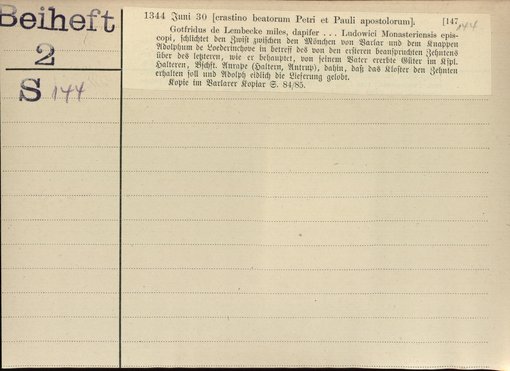 Beiheft
2
S 144
1344 Juni 30 [crastino beatorum Petri et Pauli apostolorum]. [147
Gotfridus de Lembecke miles, dapifer ... Ludowici Monasteriensis epis-
copi, schlichtet den Zwist zwischen den Mönchen von Varlar und dem Knappen
Adolphum de Loederinchove in betreff des von den ersteren beanspruchten Zehntens
über des letzteren, wie er behauptet, von seinem Vater ererbte Güter im Kspl.
Halteren, Bschft. Antrape (Haltern, Antrup), dahin, daß das Kloster den Zehnten
erhalten soll und Adolph eidlich die Lieferung gelobt.
Kopie im Varlarer Kopiar S. 84/85.